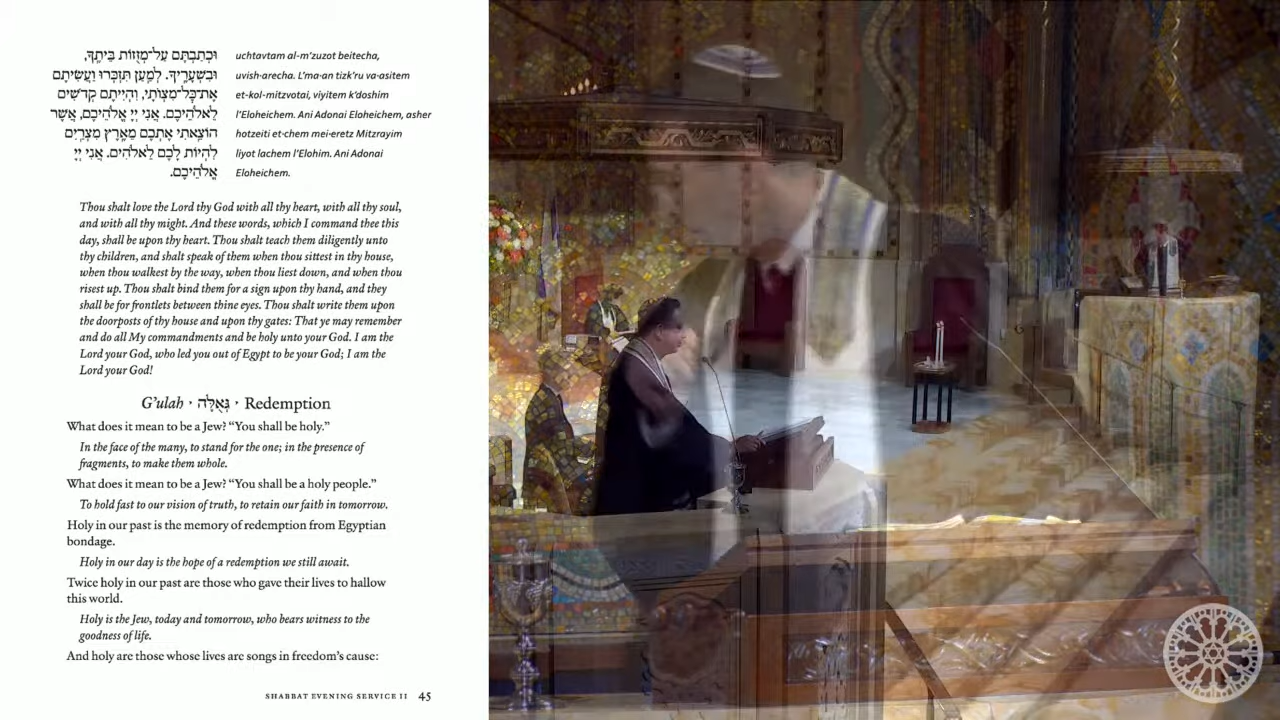 וּכְתַבְתָּם עַל־מְזֻזוֹת בֵּיתֶֽךָ,
וּבִשְׁעָרֶֽיךָ. לְמַֽעַן תִּזְכְּרוּ וַעֲשִׂיתֶם
אֶת־כָּל־מִצְוֹתָי, וִהְיִיתֶם קְדֹשִׁים
לֵאלֹהֵיכֶם. אֲנִי יְיָ אֱלֹהֵיכֶם, אֲשֶׁר
הוֹצֵֽאתִי אֶתְכֶם מֵאֶֽרֶץ מִצְרַֽיִם
לִהְיוֹת לָכֶם לֵאלֹהִים. אֲנִי יְיָ
אֱלֹהֵיכֶם.
uchtavtam al-m’zuzot beitecha,
uvish·arecha. L’ma·an tizk’ru va·asitem
et-kol-mitzvotai, viyitem k’doshim
l’Eloheichem. Ani Adonai Eloheichem, asher
hotzeiti et·chem mei·eretz Mitzrayim
liyot lachem l’Elohim. Ani Adonai
Eloheichem.
Thou shalt love the Lord thy God with all thy heart, with all thy soul,
and with all thy might. And these words, which I command thee this
day, shall be upon thy heart. Thou shalt teach them diligently unto
thy children, and shalt speak of them when thou sittest in thy house,
when thou walkest by the way, when thou liest down, and when thou
risest up. Thou shalt bind them for a sign upon thy hand, and they
shall be for frontlets between thine eyes. Thou shalt write them upon
the doorposts of thy house and upon thy gates: That ye may remember
and do all My commandments and be holy unto your God. I am the
Lord your God, who led you out of Egypt to be your God; I am the
Lord your God!
G’ulah · גְּאֻלָּה · Redemption
What does it mean to be a Jew? “You shall be holy.”
In the face of the many, to stand for the one; in the presence of
fragments, to make them whole.
What does it mean to be a Jew? “You shall be a holy people.”
To hold fast to our vision of truth, to retain our faith in tomorrow.
Holy in our past is the memory of redemption from Egyptian
bondage.
Holy in our day is the hope of a redemption we still await.
Twice holy in our past are those who gave their lives to hallow
this world.
Holy is the Jew, today and tomorrow, who bears witness to the
goodness of life.
And holy are those whose lives are songs in freedom’s cause:
SHABBAT EVENING SERVICE II 45